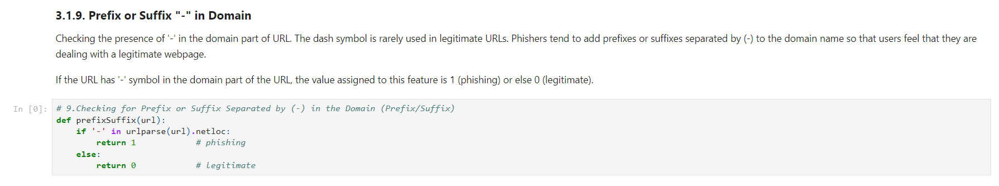 3.1.9. Prefix or Suffix "-" in Domain
Checking the presence of '-' in the domain part of URL. The dash symbol is rarely used in legitimate URLs. Phishers tend to add prefixes or suffixes separated by (-) to the domain name so that users feel that they are
dealing with a legitimate webpage.
If the URL has '-' symbol in the domain part of the URL, the value assigned to this feature is 1 (phishing) or else 0 (legitimate).
In [0]: # 9.Checking for Prefix or Suffix Separated by (-) in the Domain (Prefix/Suffix)
def prefixSuffix(url):
    if '-' in urlparse(url).netloc:
        return 1            # phishing
    else:
        return 0            # legitimate